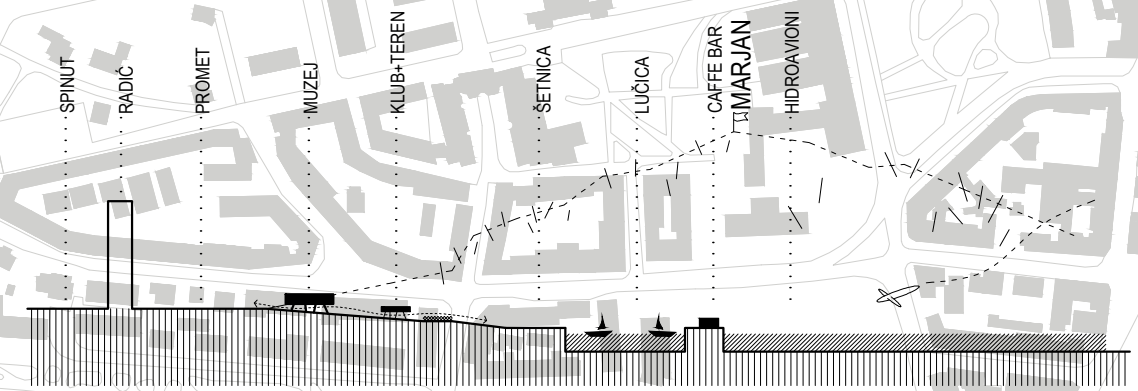 SPINUT
RADIĆ
PROMET
MUZEJ
KLUB+TEREN
ŠETNICA
LUČICA
CAFFE BAR
MARJAN
HIDROAVIONI